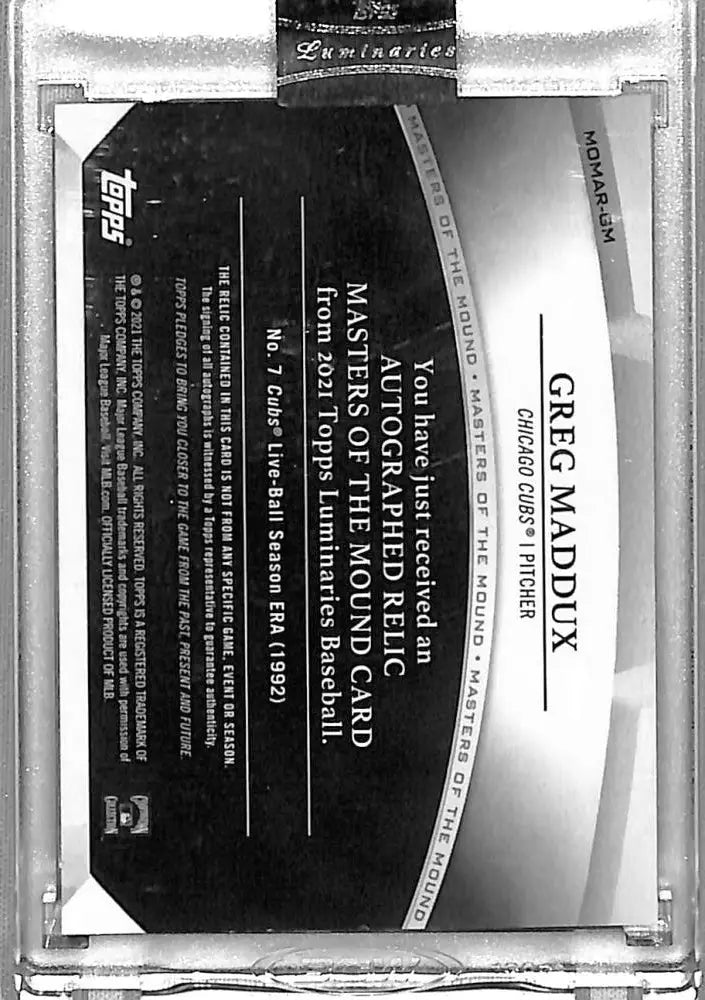 Luminaries
MOMAR-GM
GREG MADDUX
CHICAGO CUBS® | PITCHER
MASTERS OF THE MOUND • MASTERS OF THE MOUND • MASTERS OF THE MOUND
You have just received an
AUTOGRAPHED RELIC
MASTERS OF THE MOUND CARD
from 2021 Topps Luminaries Baseball.
No. 7 Cubs® Live-Ball Season ERA (1992)
THE RELIC CONTAINED IN THIS CARD IS NOT FROM ANY SPECIFIC GAME, EVENT OR SEASON.
The signing of all autographs is witnessed by a Topps representative to guarantee authenticity.
TOPPS PLEDGES TO BRING YOU CLOSER TO THE GAME FROM THE PAST, PRESENT AND FUTURE.
topps
® & © 2021 THE TOPPS COMPANY, INC. ALL RIGHTS RESERVED. TOPPS IS A REGISTERED TRADEMARK OF
THE TOPPS COMPANY, INC. Major League Baseball trademarks and copyrights are used with permission of
Major League Baseball. Visit MLB.com. OFFICIALLY LICENSED PRODUCT OF MLB.